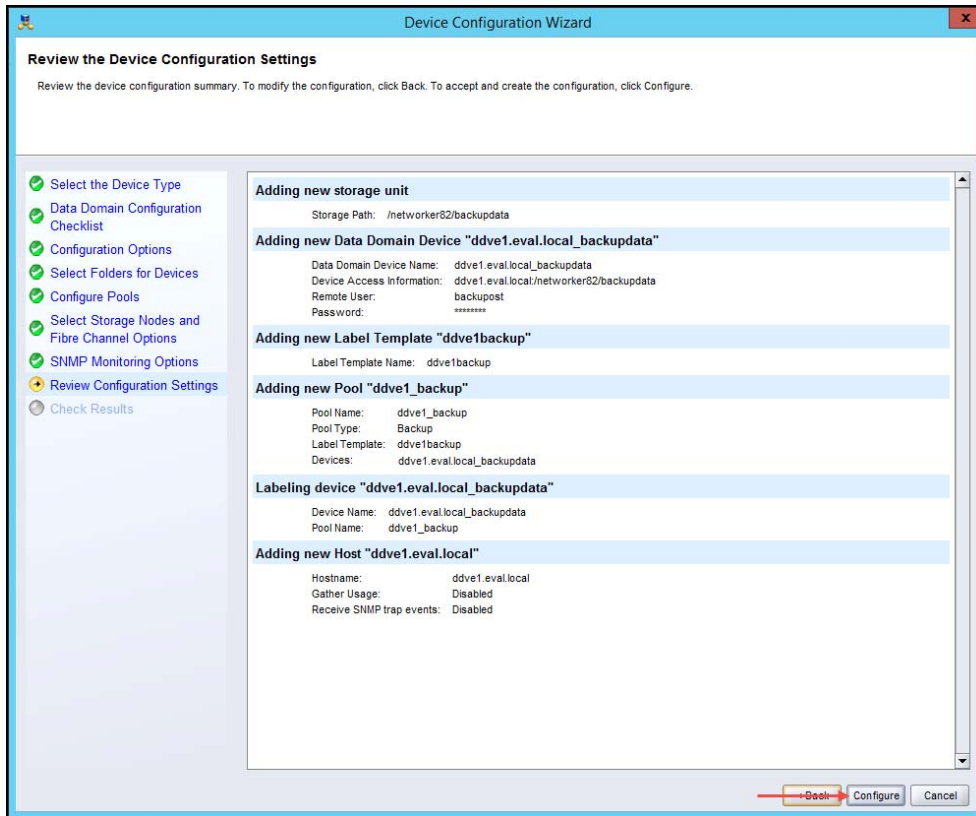 Device Configuration Wizard
x
Review the Device Configuration Settings
Review the device configuration summary. To modify the configuration, click Back. To accept and create the configuration, click Configure.
Select the Device Type
Data Domain Configuration
Checklist
Configuration Options
Select Folders for Devices
Configure Pools
Select Storage Nodes and
Fibre Channel Options
SNMP Monitoring Options
Review Configuration Settings
Check Results
Adding new storage unit
Storage Path: /networker82/backupdata
Adding new Data Domain Device "ddve1.eval.local_backupdata"
Data Domain Device Name: ddve1.eval.local_backupdata
Device Access Information: ddve1.eval.local:/networker82/backupdata
Remote User: backupost
Password: ********
Adding new Label Template "ddve1backup"
Label Template Name: ddve1backup
Adding new Pool "ddve1_backup"
Pool Name: ddve1_backup
Pool Type: Backup
Label Template: ddve1backup
Devices: ddve1.eval.local_backupdata
Labeling device "ddve1.eval.local_backupdata"
Device Name: ddve1.eval.local_backupdata
Pool Name: ddve1_backup
Adding new Host "ddve1.eval.local"
Hostname: ddve1.eval.local
Gather Usage: Disabled
Receive SNMP trap events: Disabled
Back Configure Cancel